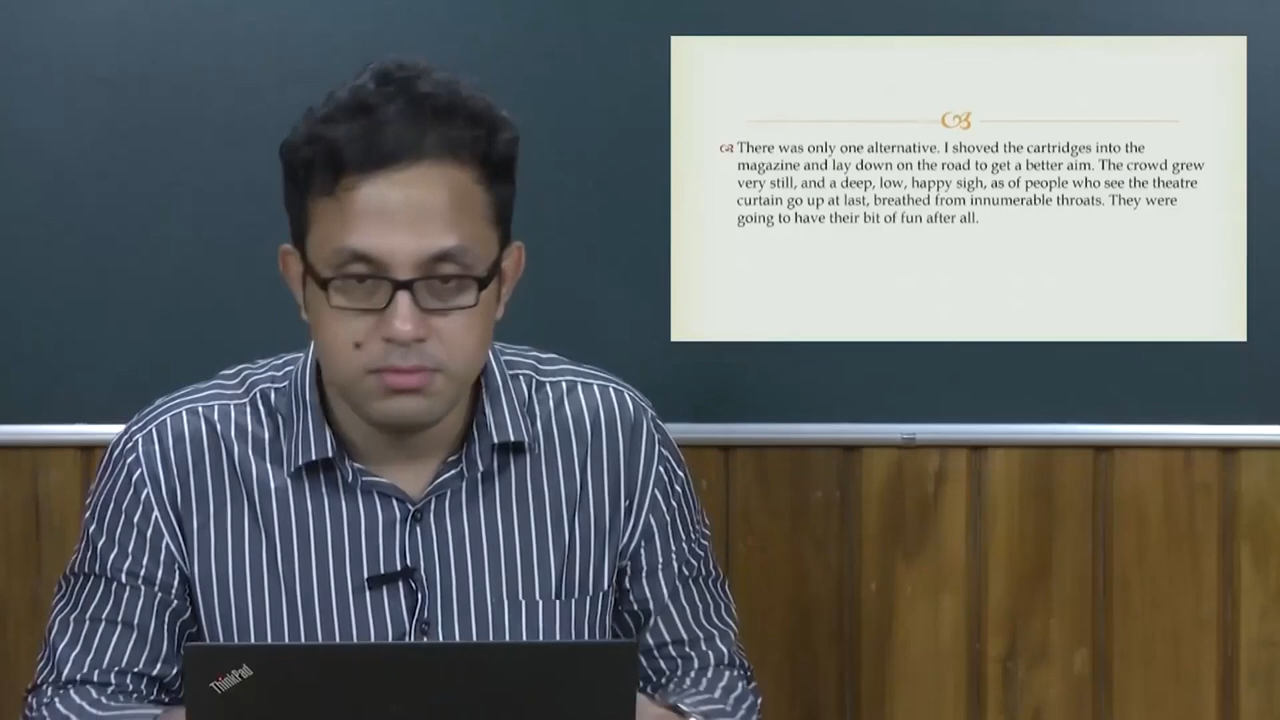 There was only one alternative. I shoved the cartridges into the
magazine and lay down on the road to get a better aim. The crowd grew
very still, and a deep, low, happy sigh, as of people who see the theatre
curtain go up at last, breathed from innumerable throats. They were
going to have their bit of fun after all.
ThinkPad